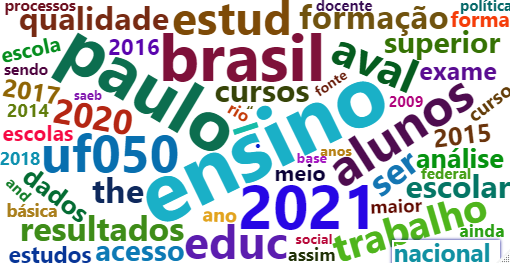 processos
docente
política
qualidade
estud
formação
forma
escola
2016
brasil
superior
sendo
paulo
aval
exame
2017
cursos
fonte
2014
saeb
2020
rio
"
2009
curso
escolas
ensino
alunos
2015
2018
uf050
anos
base
análise
and
dados
the
meio
ser
federal
escolar
básica
ano
2021
maior
resultados
trabalho
ainda
estudos
acesso
educ
social
assim
nacional